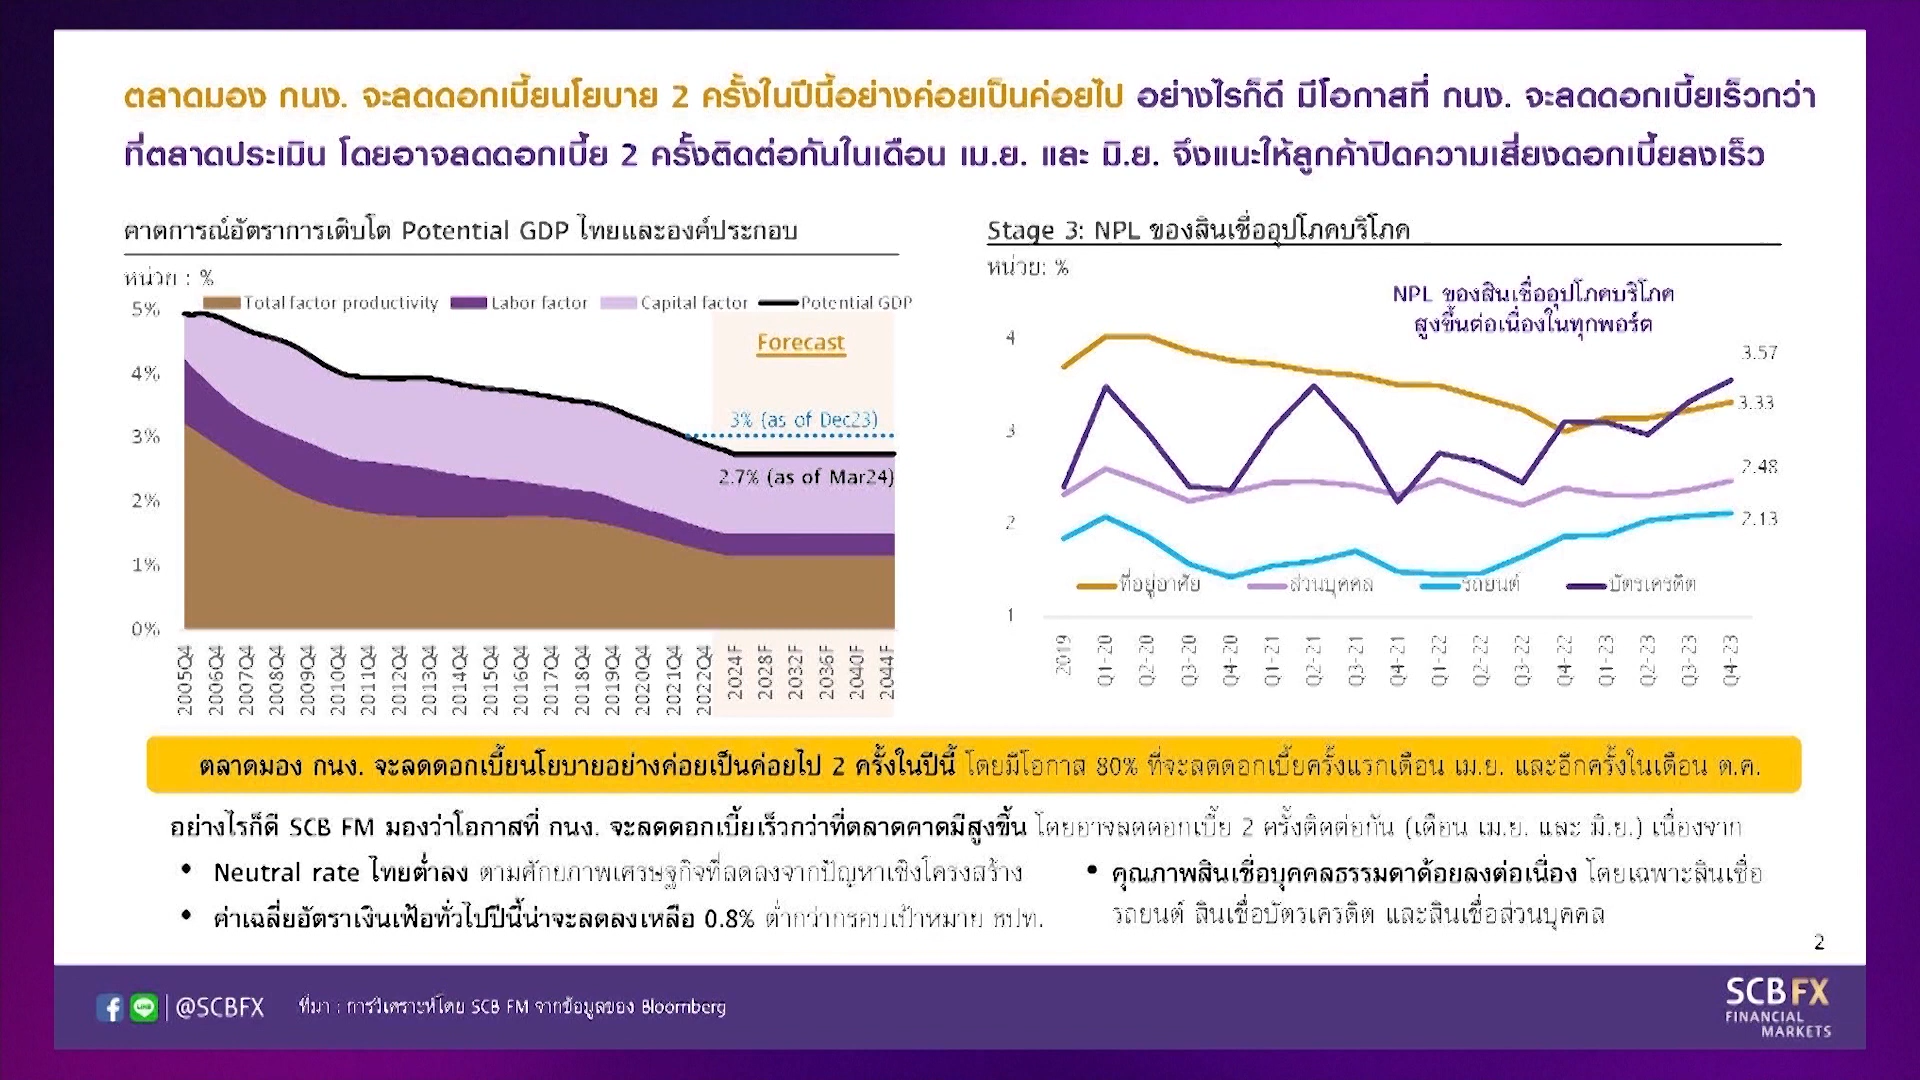 ตลาดมอง กนง. จะลดดอกเบี้ยนโยบาย 2 ครั้งในปีนี้อย่างค่อยเป็นค่อยไป อย่างไรก็ดี มีโอกาสที่ กนง. จะลดดอกเบี้ยเร็วกว่า
ที่ตลาดประเมิน โดยอาจลดดอกเบี้ย 2 ครั้งติดต่อกันในเดือน เม.ย. และ มิ.ย. จึงแนะให้ลูกค้าปิดความเสี่ยงดอกเบี้ยลงเร็ว
คาดการณ์อัตราการเติบโต Potential GDP ไทยและองค์ประกอบ
หน่วย : %
Total factor productivity Labor factor Capital factor Potential GDP
5%
4%
3%
2%
1%
0%
Forecast
3% (as of Dec23)
2.7% (as of Mar24)
2005Q4 2006Q4 2007Q4 2008Q4 2009Q4 2010Q4 2011Q4 2012Q4 2013Q4 2014Q4 2015Q4 2016Q4 2017Q4 2018Q4 2019Q4 2020Q4 2021Q4 2022Q4 2024F 2028F 2032F 2036F 2040F 2044F
Stage 3: NPL ของสินเชื่ออุปโภคบริโภค
หน่วย: %
NPL ของสินเชื่ออุปโภคบริโภค
สูงขึ้นต่อเนื่องในทุกพอร์ต
4
3
2
1
3.57
3.33
2.48
2.13
ที่อยู่อาศัย ส่วนบุคคล รถยนต์ บัตรเครดิต
2019 Q1-20 Q2-20 Q3-20 Q4-20 Q1-21 Q2-21 Q3-21 Q4-21 Q1-22 Q2-22 Q3-22 Q4-22 Q1-23 Q2-23 Q3-23 Q4-23
ตลาดมอง กนง. จะลดดอกเบี้ยนโยบายอย่างค่อยเป็นค่อยไป 2 ครั้งในปีนี้ โดยมีโอกาส 80% ที่จะลดดอกเบี้ยครั้งแรกเดือน เม.ย. และอีกครั้งในเดือน ต.ค.
อย่างไรก็ดี SCB FM มองว่าโอกาสที่ กนง. จะลดดอกเบี้ยเร็วกว่าที่ตลาดคาดมีสูงขึ้น โดยอาจลดดอกเบี้ย 2 ครั้งติดต่อกัน (เดือน เม.ย. และ มิ.ย.) เนื่องจาก
• Neutral rate ไทยต่ำลง ตามศักยภาพเศรษฐกิจที่ลดลงจากปัญหาเชิงโครงสร้าง
• ค่าเฉลี่ยอัตราเงินเฟ้อทั่วไปปีนี้น่าจะลดลงเหลือ 0.8% ต่ำกว่ากรอบเป้าหมาย ธปท.
• คุณภาพสินเชื่อบุคคลธรรมดาด้อยลงต่อเนื่อง โดยเฉพาะสินเชื่อ
รถยนต์ สินเชื่อบัตรเครดิต และสินเชื่อส่วนบุคคล
2
@SCBFX
ที่มา : การวิเคราะห์โดย SCB FM จากข้อมูลของ Bloomberg
SCB FX
FINANCIAL
MARKETS